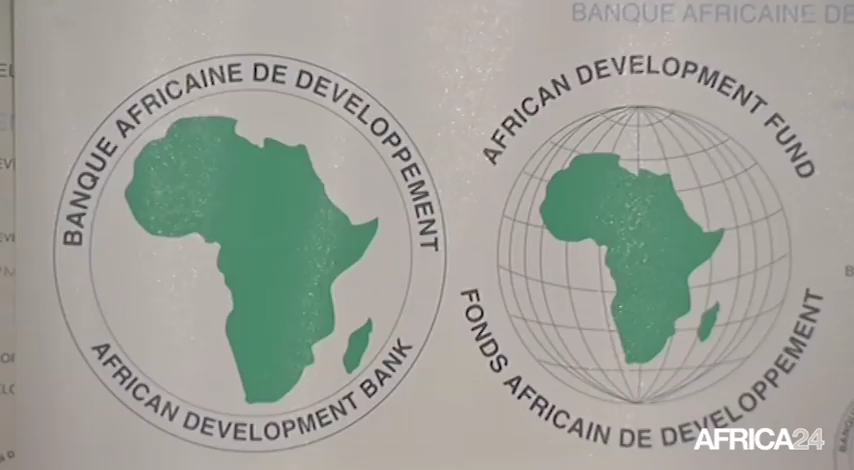 BANQUE AFRICAINE DE
BANQUE AFRICAINE DE DEVELOPPEMENT
AFRICAN DEVELOPMENT BANK
AFRICAN DEVELOPMENT FUND
FONDS AFRICAIN DE DEVELOPPEMENT
AFRICA24